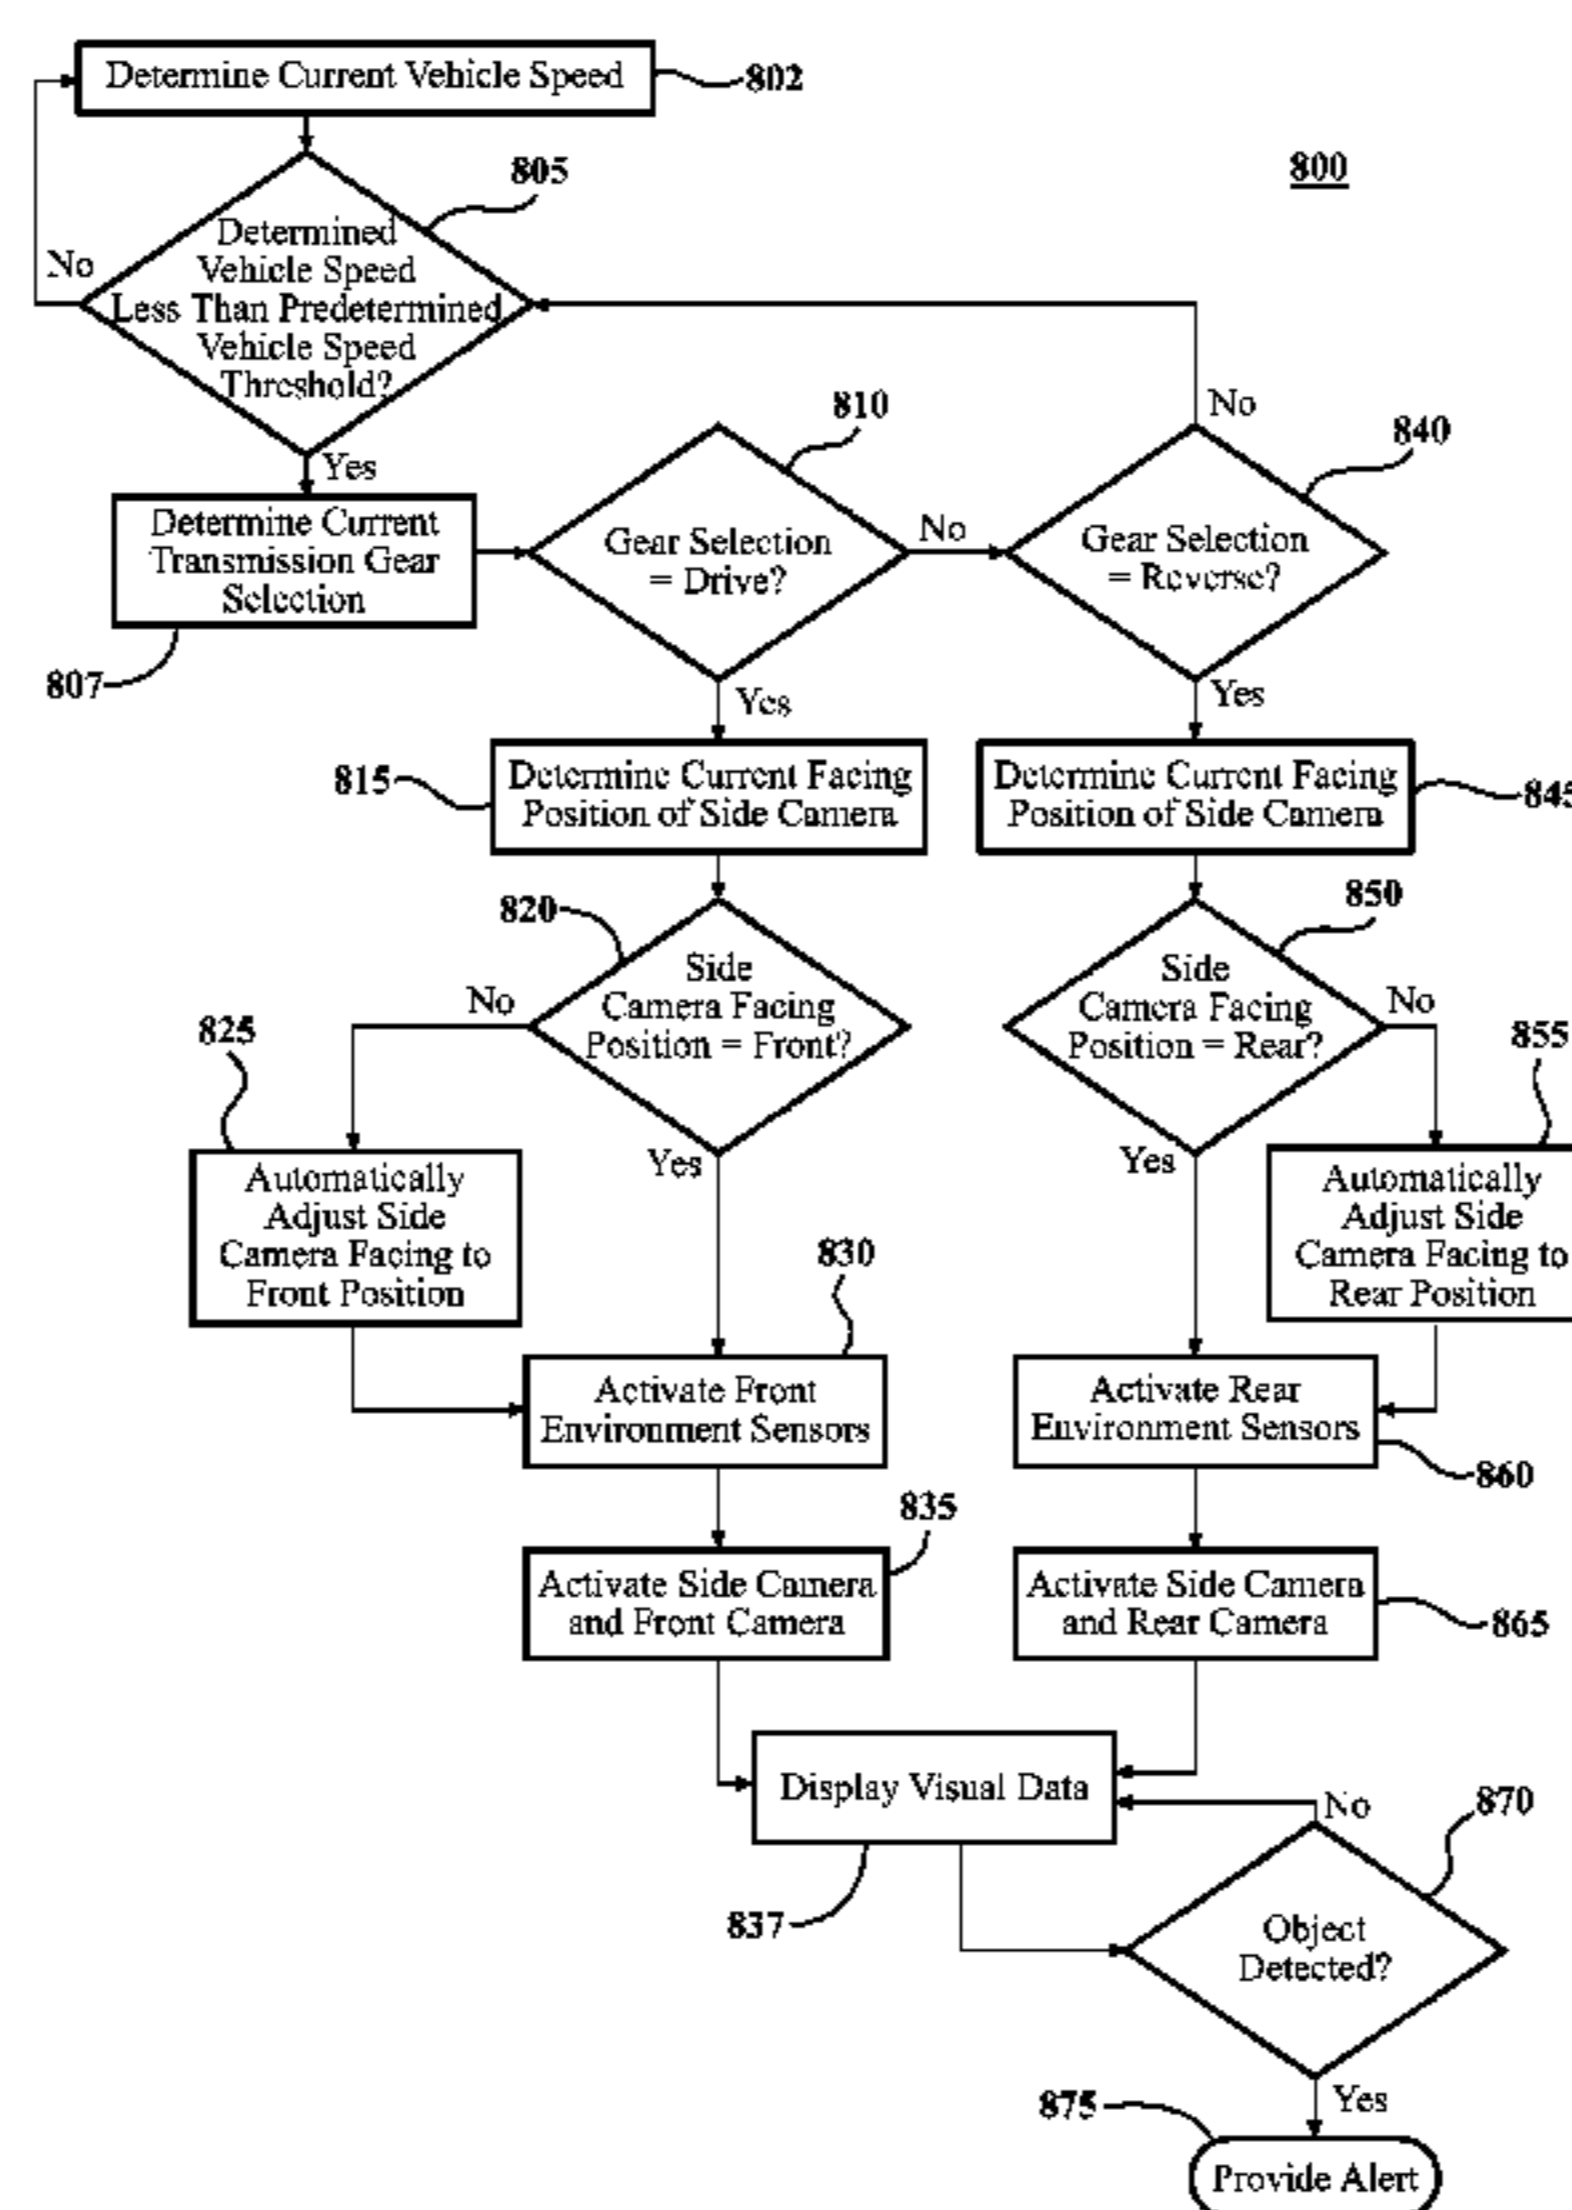 Determine Current Vehicle Speed
802
805
800
Determined
Vehicle Speed
Less Than Predetermined
Vehicle Speed
Threshold?
No
Yes
810
No
840
Determine Current
Transmission Gear
Selection
807
Gear Selection
= Drive?
No
Gear Selection
= Reverse?
Yes
Yes
815
Determine Current Facing
Position of Side Camera
Determine Current Facing
Position of Side Camera
845
820
850
Side
Camera Facing
Position = Front?
No
Yes
Side
Camera Facing
Position = Rear?
No
Yes
825
855
Automatically
Adjust Side
Camera Facing to
Front Position
Automatically
Adjust Side
Camera Facing to
Rear Position
830
Activate Front
Environment Sensors
Activate Rear
Environment Sensors
860
835
Activate Side Camera
and Front Camera
Activate Side Camera
and Rear Camera
865
Display Visual Data
837
No
870
Object
Detected?
Yes
875
Provide Alert